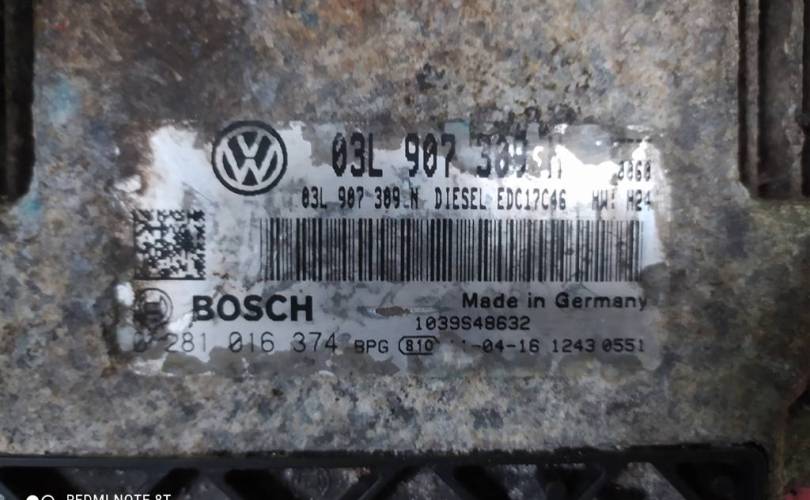 03L 907 309
03L 907 309 N DIESEL EDC17C46 HW: H24
BOSCH
Made in Germany
1039S48632
281 016 374 BPG 810 -04-16 1243 0551
REDMI NOTE 8T